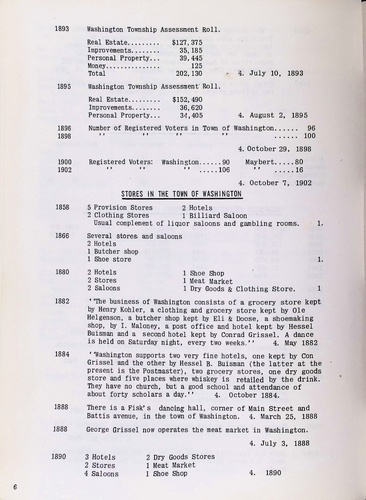 1893 Washington Township Assessment Roll.
Real Estate......... $127,375
Improvements........ 35,185
Personal Property... 39,445
Money............... 125
Total 202,130 4. July 10, 1893
1895 Washington Township Assessment Roll.
Real Estate......... $152,490
Improvements........ 36,620
Personal Property... 34,405 4. August 2, 1895
1896 Number of Registered Voters in Town of Washington...... 96
1898 " " " " " ...... 100
4. October 29, 1898
1900 Registered Voters: Washington......90 Maybert.....80
1902 " " " .....106 " .....16
4. October 7, 1902
STORES IN THE TOWN OF WASHINGTON
1858 5 Provision Stores 2 Hotels
2 Clothing Stores 1 Billiard Saloon
Usual complement of liquor saloons and gambling rooms. 1.
1866 Several stores and saloons
2 Hotels
1 Butcher shop
1 Shoe store 1.
1880 2 Hotels 1 Shoe Shop
2 Stores 1 Meat Market
2 Saloons 1 Dry Goods & Clothing Store. 1
1882 ''The business of Washington consists of a grocery store kept
by Henry Kohler, a clothing and grocery store kept by Ole
Helgenson, a butcher shop kept by Eli & Doose, a shoemaking
shop, by I. Maloney, a post office and hotel kept by Hessel
Buisman and a second hotel kept by Conrad Grissel. A dance
is held on Saturday night, every two weeks.'' 4. May 1882
1884 ''Washington supports two very fine hotels, one kept by Con
Grissel and the other by Hessel B. Buisman (the latter at the
present is the Postmaster), two grocery stores, one dry goods
store and five places where whiskey is retailed by the drink.
They have no church, but a good school and attendance of
about forty scholars a day.'' 4. October 1884.
1888 There is a Fisk's dancing hall, corner of Main Street and
Battis avenue, in the town of Washington. 4. March 25, 1888
1888 George Grissel now operates the meat market in Washington.
4. July 3, 1888
1890 3 Hotels 2 Dry Goods Stores
2 Stores 1 Meat Market
4 Saloons 1 Shoe Shop 4. 1890
6